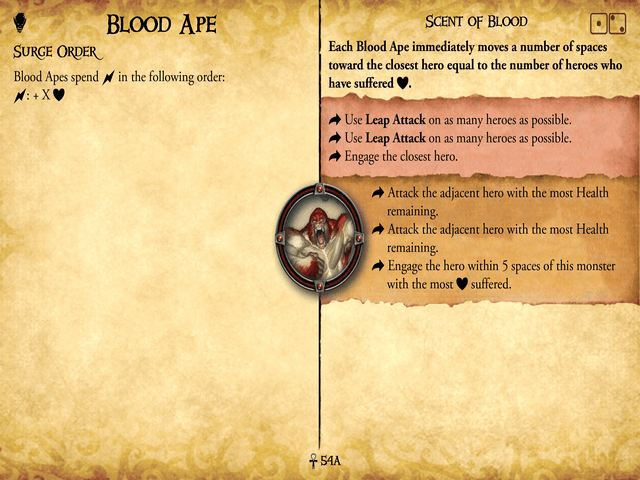 Blood Ape
Surge Order
Blood Apes spend in the following order:
: + X
Scent of Blood
Each Blood Ape immediately moves a number of spaces
toward the closest hero equal to the number of heroes who
have suffered .
Use Leap Attack on as many heroes as possible.
Use Leap Attack on as many heroes as possible.
Engage the closest hero.
Attack the adjacent hero with the most Health
remaining.
Attack the adjacent hero with the most Health
remaining.
Engage the hero within 5 spaces of this monster
with the most suffered.
54A